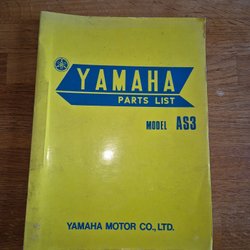 YAMAHA
PARTS LIST
MODEL AS3
YAMAHA MOTOR CO., LTD.